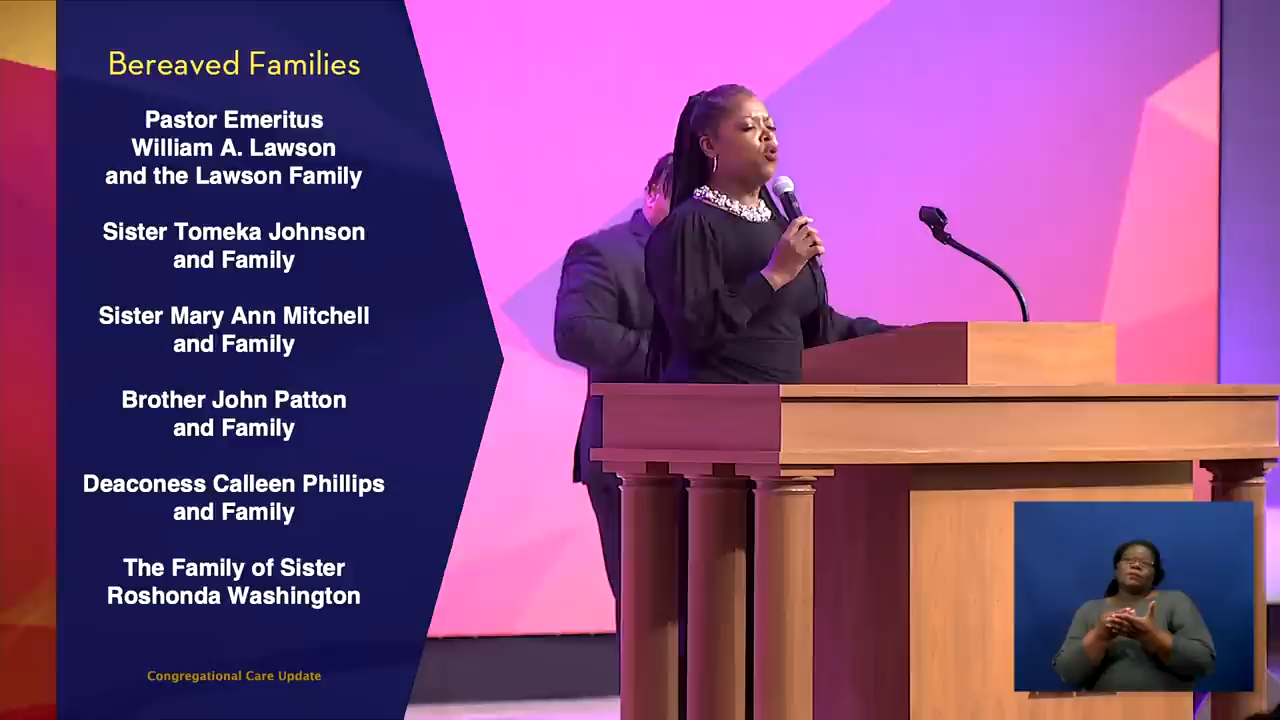 Bereaved Families
Pastor Emeritus
William A. Lawson
and the Lawson Family
Sister Tomeka Johnson
and Family
Sister Mary Ann Mitchell
and Family
Brother John Patton
and Family
Deaconess Calleen Phillips
and Family
The Family of Sister
Roshonda Washington
Congregational Care Update